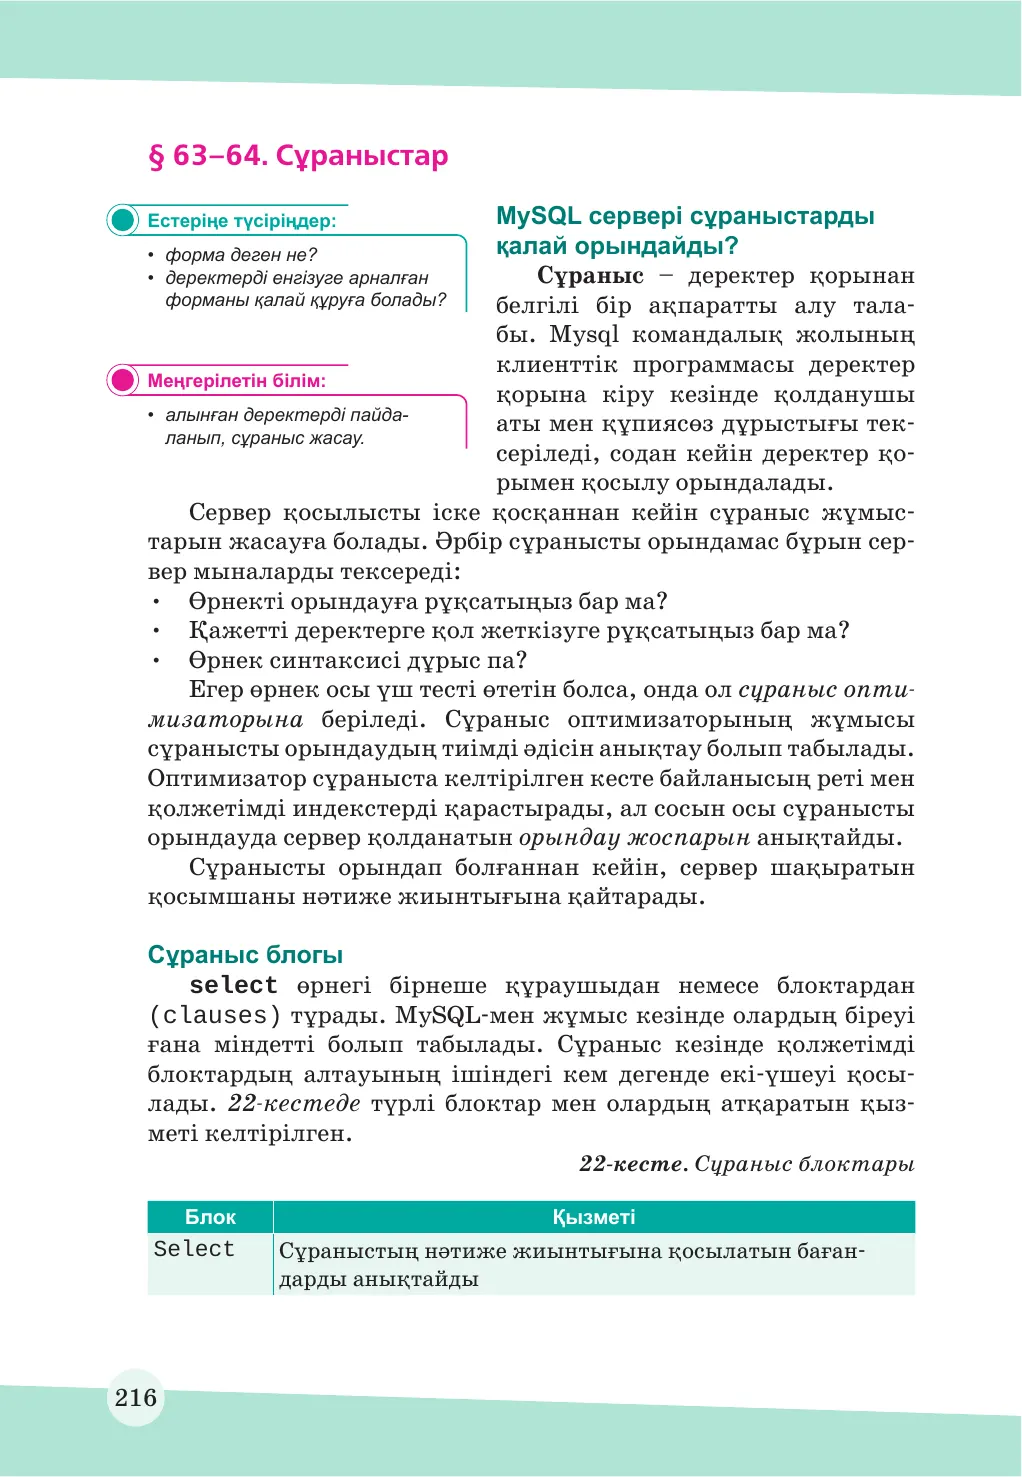 § 63–64. Сұраныстар
Естеріңе түсіріңдер:
• форма деген не?
• деректерді енгізуге арналған
форманы қалай құруға болады?
Меңгерілетін білім:
• алынған деректерді пайда-
ланып, сұраныс жасау.
MySQL сервері сұраныстарды
қалай орындайды?
Сұраныс – деректер қорынан
белгілі бір ақпаратты алу тала-
бы. Mysql командалық жолының
клиенттік программасы деректер
қорына кіру кезінде қолданушы
аты мен құпиясөз дұрыстығы тек-
серіледі, содан кейін деректер қо-
рымен қосылу орындалады.
Сервер қосылысты іске қосқаннан кейін сұраныс жұмыс-
тарын жасауға болады. Әрбір сұранысты орындамас бұрын сер-
вер мыналарды тексереді:
• Өрнекті орындауға рұқсатыңыз бар ма?
• Қажетті деректерге қол жеткізуге рұқсатыңыз бар ма?
• Өрнек синтаксисі дұрыс па?
Егер өрнек осы үш тесті өтетін болса, онда ол сұраныс опти-
мизаторына беріледі. Сұраныс оптимизаторының жұмысы
сұранысты орындаудың тиімді әдісін анықтау болып табылады.
Оптимизатор сұраныста келтірілген кесте байланысың реті мен
қолжетімді индекстерді қарастырады, ал сосын осы сұранысты
орындауда сервер қолданатын орындау жоспарын анықтайды.
Сұранысты орындап болғаннан кейін, сервер шақыратын
қосымшаны нәтиже жиынтығына қайтарады.
Сұраныс блогы
select өрнегі бірнеше құраушыдан немесе блоктардан
(clauses) тұрады. MySQL-мен жұмыс кезінде олардың біреуі
ғана міндетті болып табылады. Сұраныс кезінде қолжетімді
блоктардың алтауының ішіндегі кем дегенде екі-үшеуі қосы-
лады. 22-кестеде түрлі блоктар мен олардың атқаратын қыз-
меті келтірілген.
22-кесте. Сұраныс блоктары
Блок Қызметі
Select Сұраныстың нәтиже жиынтығына қосылатын баған-
дарды анықтайды
216